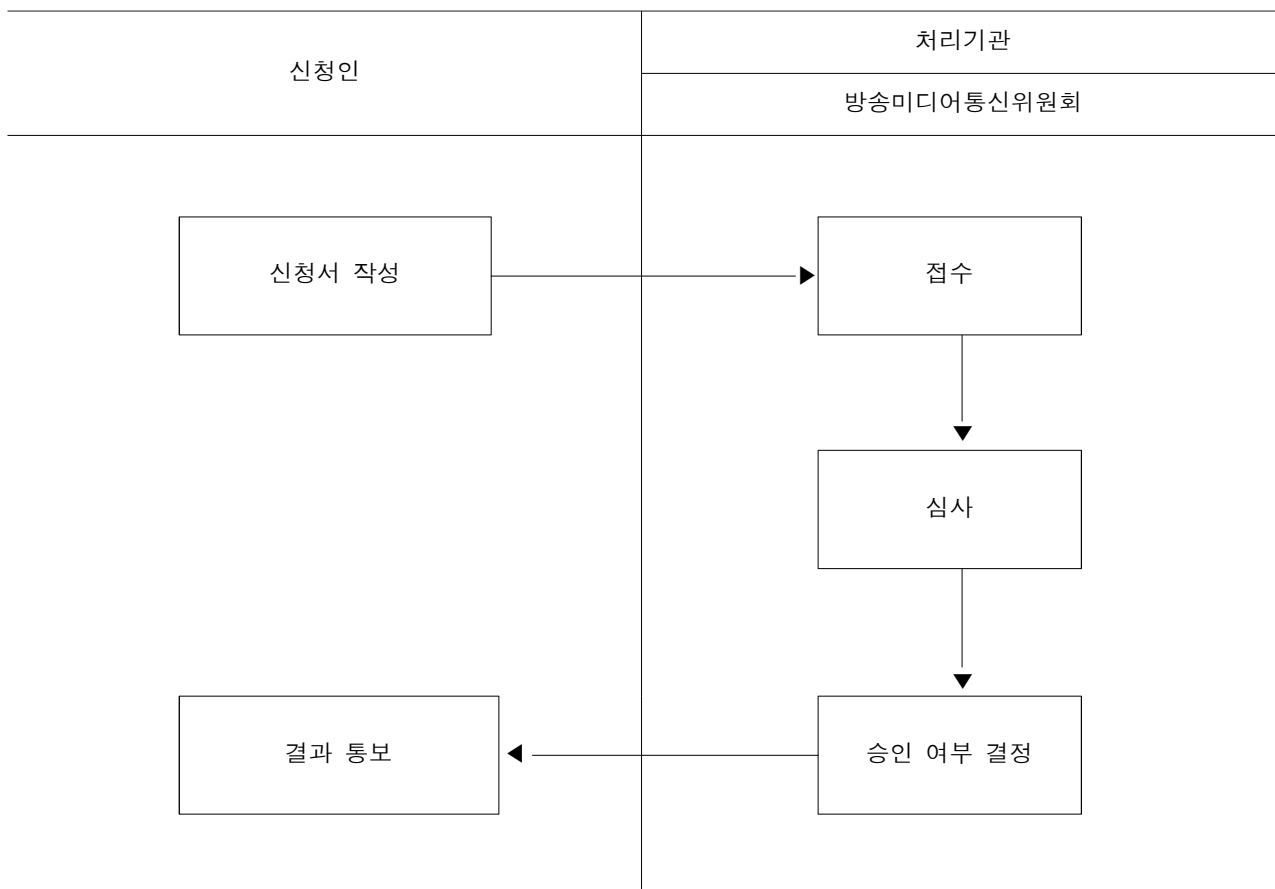 신청인
처리기관
방송미디어통신위원회
신청서 작성
접수
심사
결과 통보
승인 여부 결정